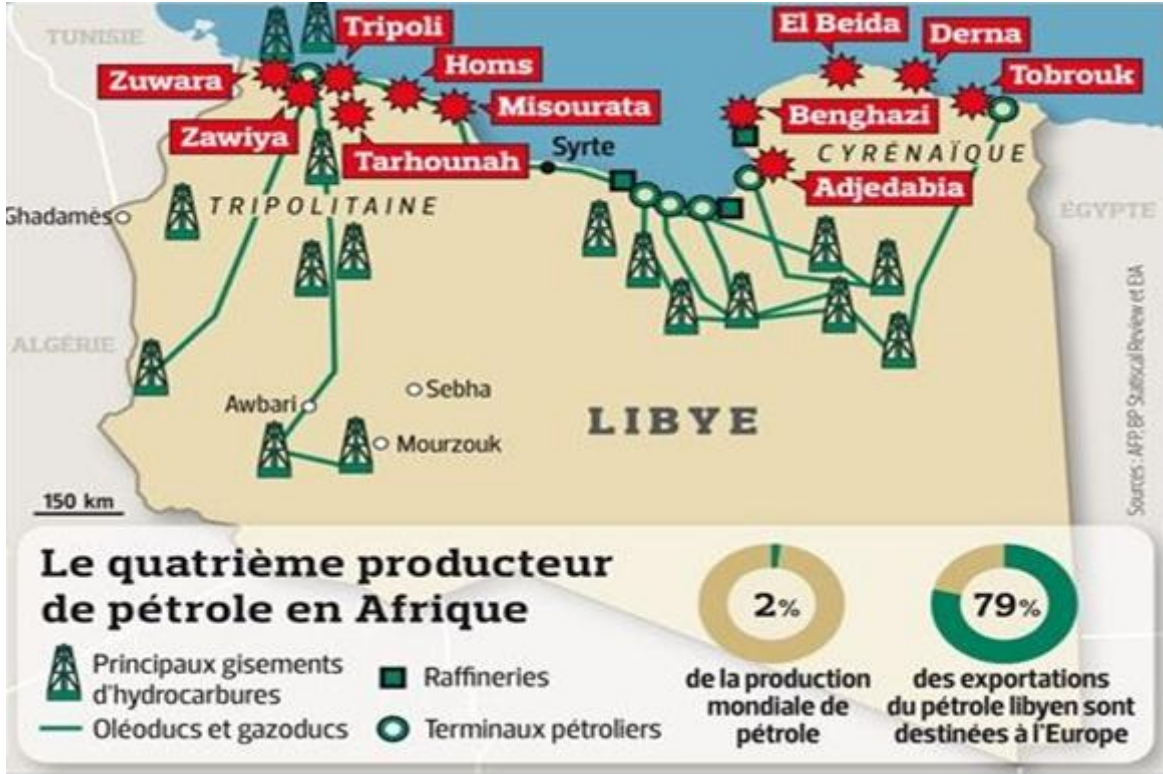 TUNISIE
Tripoli
El Beida
Derna
Zuwara
Homs
Tobrouk
Misourata
Benghazi
Zawiya
Tarhounah
Syrte
CYRÉNAÏQUE
Adjedabia
Ghadamès
TRIPOLITAINE
ÉGYPTE
ALGÉRIE
Awbari
Sebha
LIBYE
Mourzouk
150 km
Sources : AFP, BP Statiscal Review et EIA
Le quatrième producteur
de pétrole en Afrique
Principaux gisements
d'hydrocarbures
Oléoducs et gazoducs
Raffineries
Terminaux pétroliers
2%
de la production
mondiale de
pétrole
79%
des exportations
du pétrole libyen sont
destinées à l'Europe